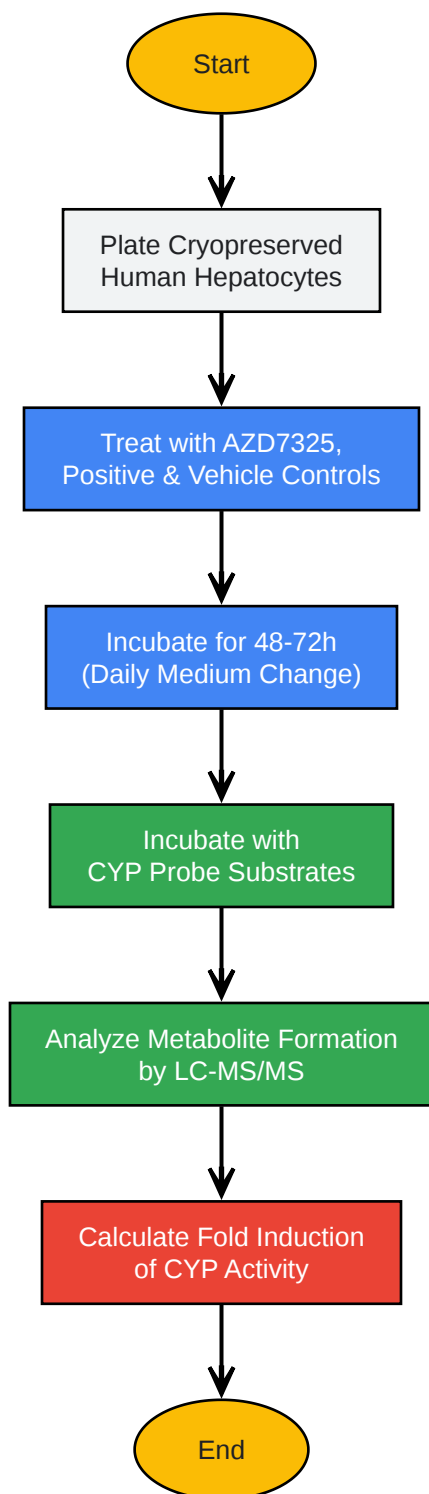 Start
Plate Cryopreserved
Human Hepatocytes
Treat with AZD7325,
Positive & Vehicle Controls
Incubate for 48-72h
(Daily Medium Change)
Incubate with
CYP Probe Substrates
Analyze Metabolite Formation
by LC-MS/MS
Calculate Fold Induction
of CYP Activity
End